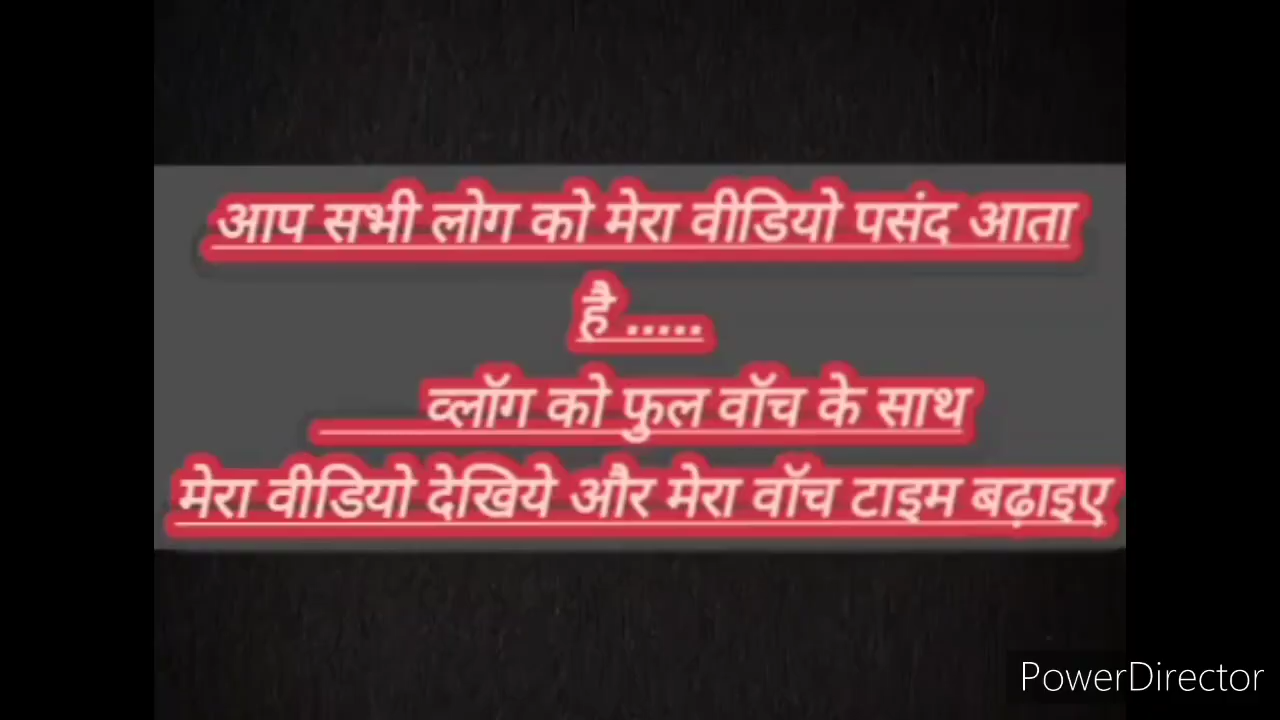 आप सभी लोग को मेरा वीडियो पसंद आता
है .....
व्लॉग को फुल वॉच के साथ
मेरा वीडियो देखिये और मेरा वॉच टाइम बढ़ाइए
PowerDirector